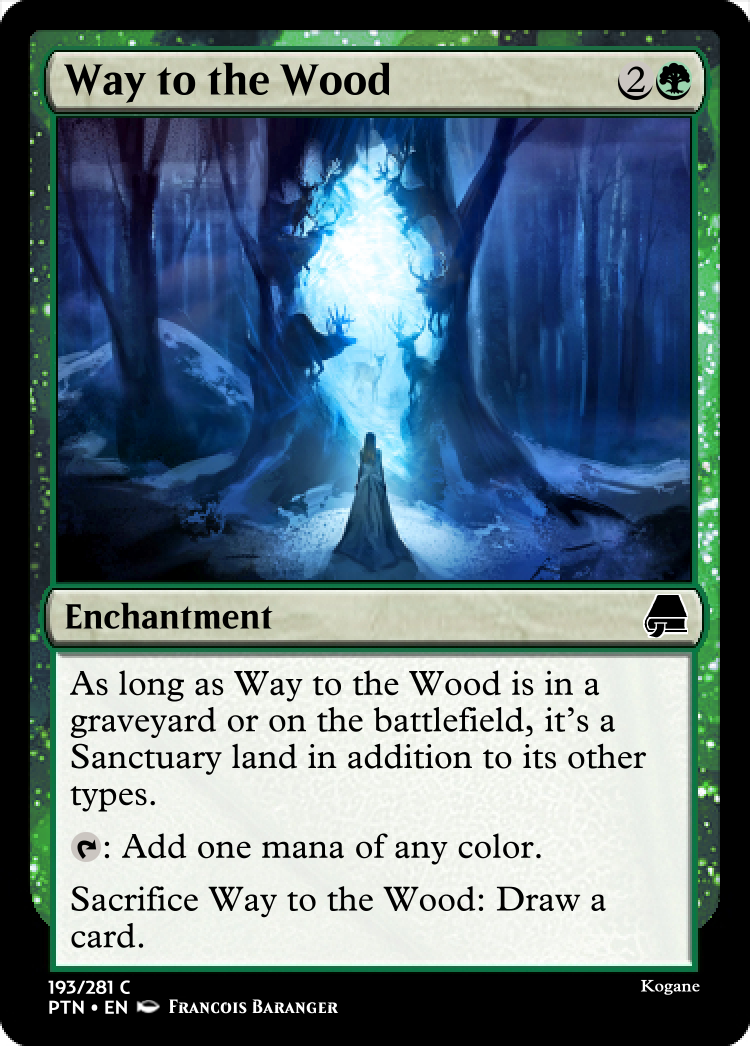 Way to the Wood 2
Enchantment
As long as Way to the Wood is in a
graveyard or on the battlefield, it's a
Sanctuary land in addition to its other
types.
: Add one mana of any color.
Sacrifice Way to the Wood: Draw a
card.
193/281 C
Kogane
PTN • EN Francois Baranger